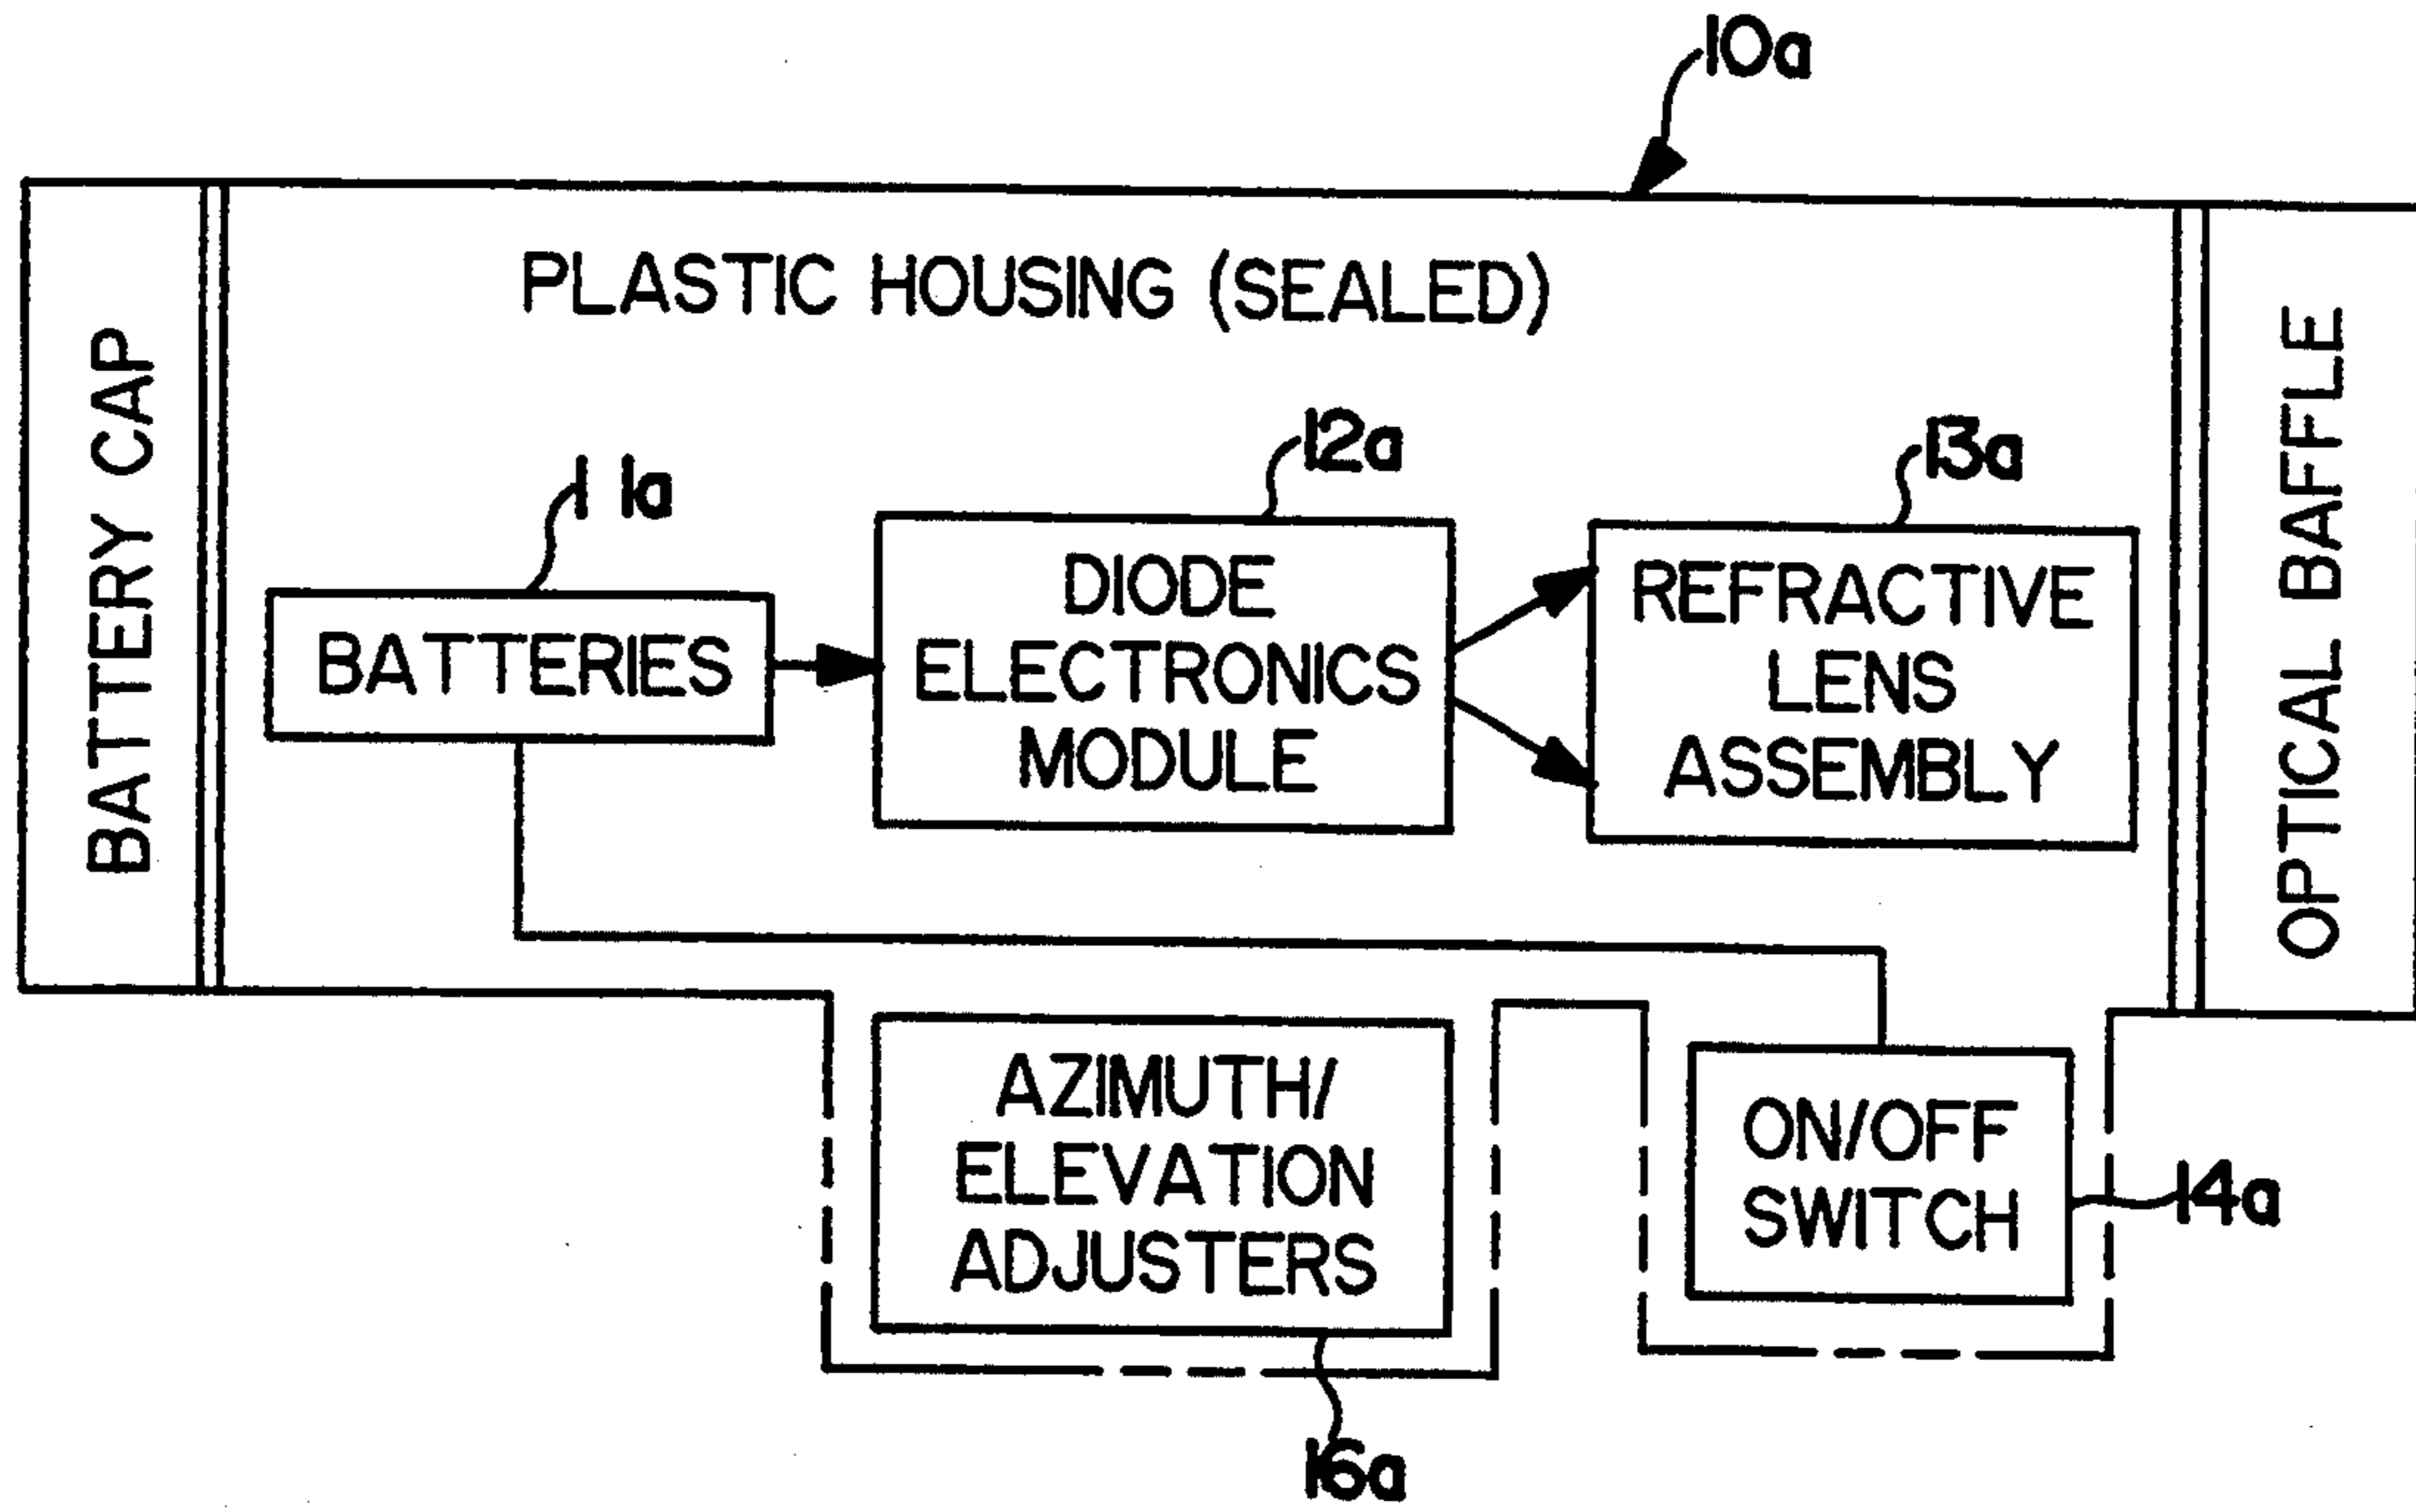 10a
PLASTIC HOUSING (SEALED)
BATTERY CAP
11a
BATTERIES
12a
DIODE
ELECTRONICS
MODULE
13a
REFRACTIVE
LENS
ASSEMBLY
OPTICAL BAFFLE
AZIMUTH/
ELEVATION
ADJUSTERS
16a
ON/OFF
SWITCH
14a